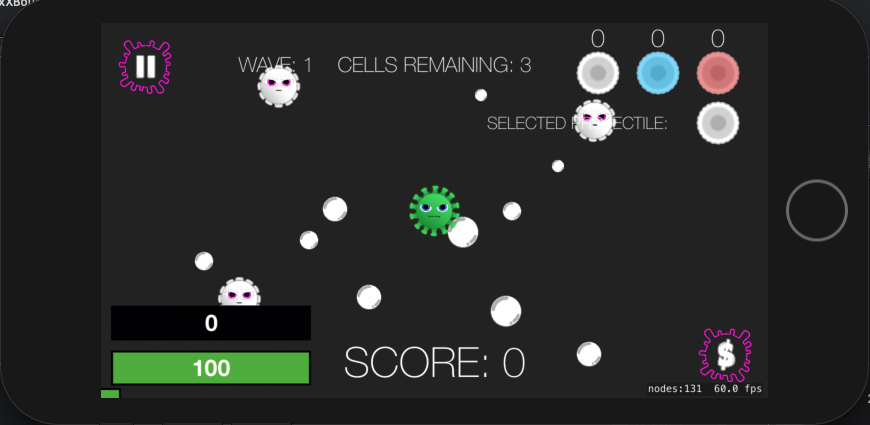 xXBou
0 0 0
WAVE: 1 CELLS REMAINING: 3
SELECTED P ECTILE:
0
100
SCORE: 0
$
nodes:131 60.0 fps